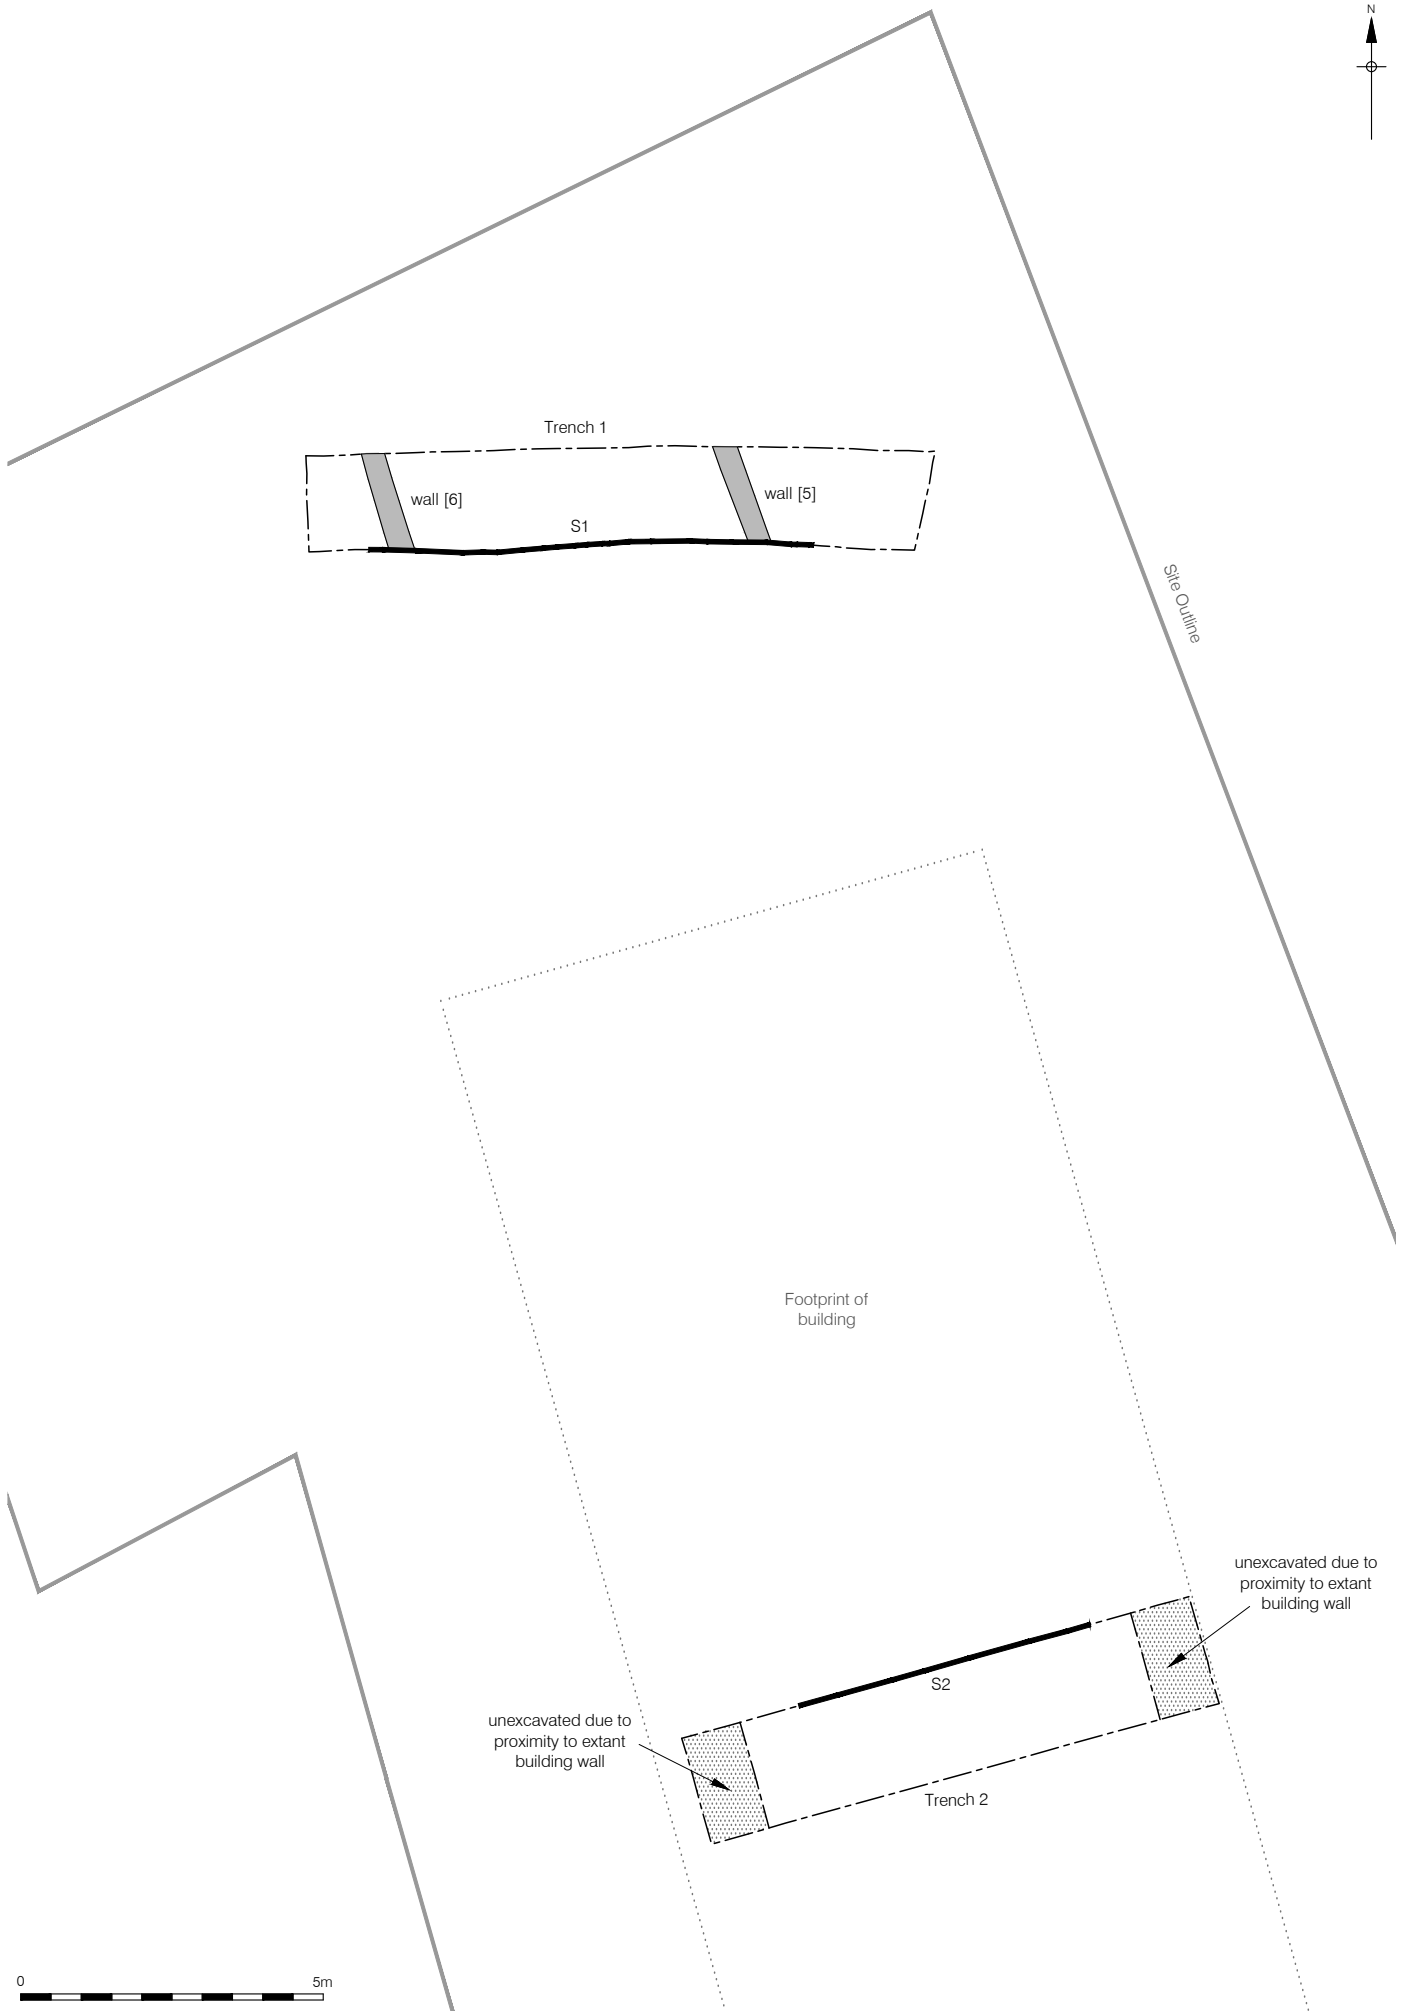 N
Trench 1
wall [6]
wall [5]
S1
Site Outline
Footprint of
building
unexcavated due to
proximity to extant
building wall
S2
unexcavated due to
proximity to extant
building wall
Trench 2
0
5m